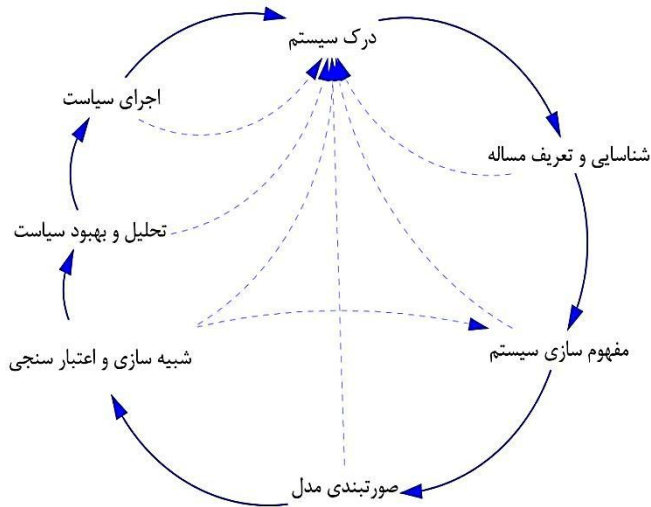 درک سیستم
شناسایی و تعریف مساله
مفهوم سازی سیستم
صورتبندی مدل
شبیه سازی و اعتبار سنجی
تحلیل و بهبود سیاست
اجرای سیاست